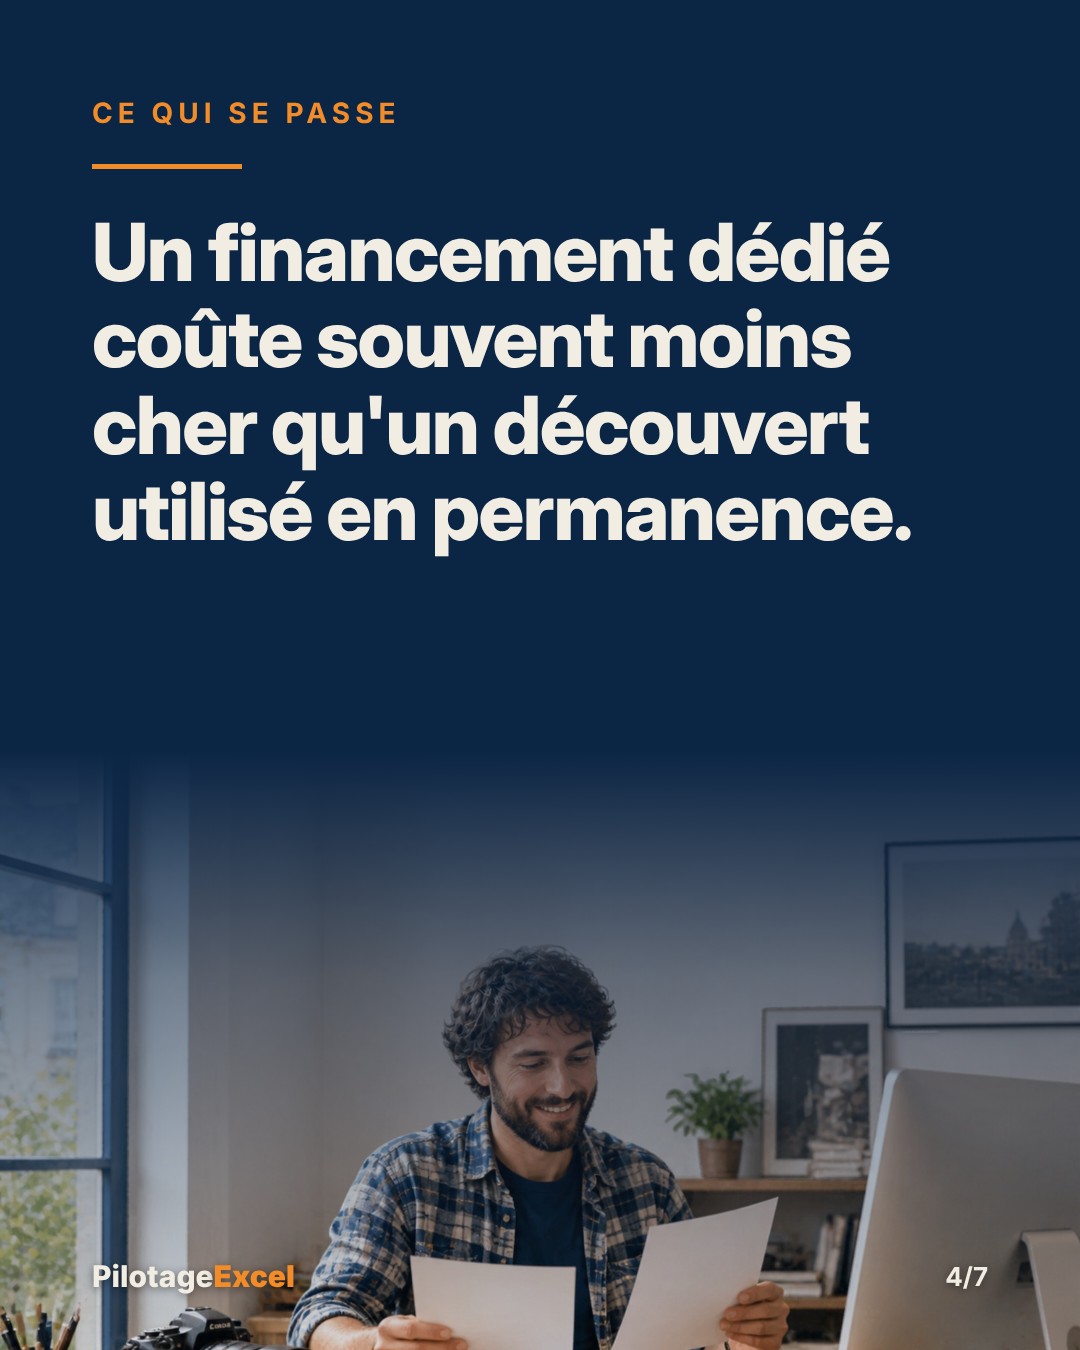 CE QUI SE PASSE
Un financement dédié
coûte souvent moins
cher qu'un découvert
utilisé en permanence.
PilotageExcel
4/7
Canon